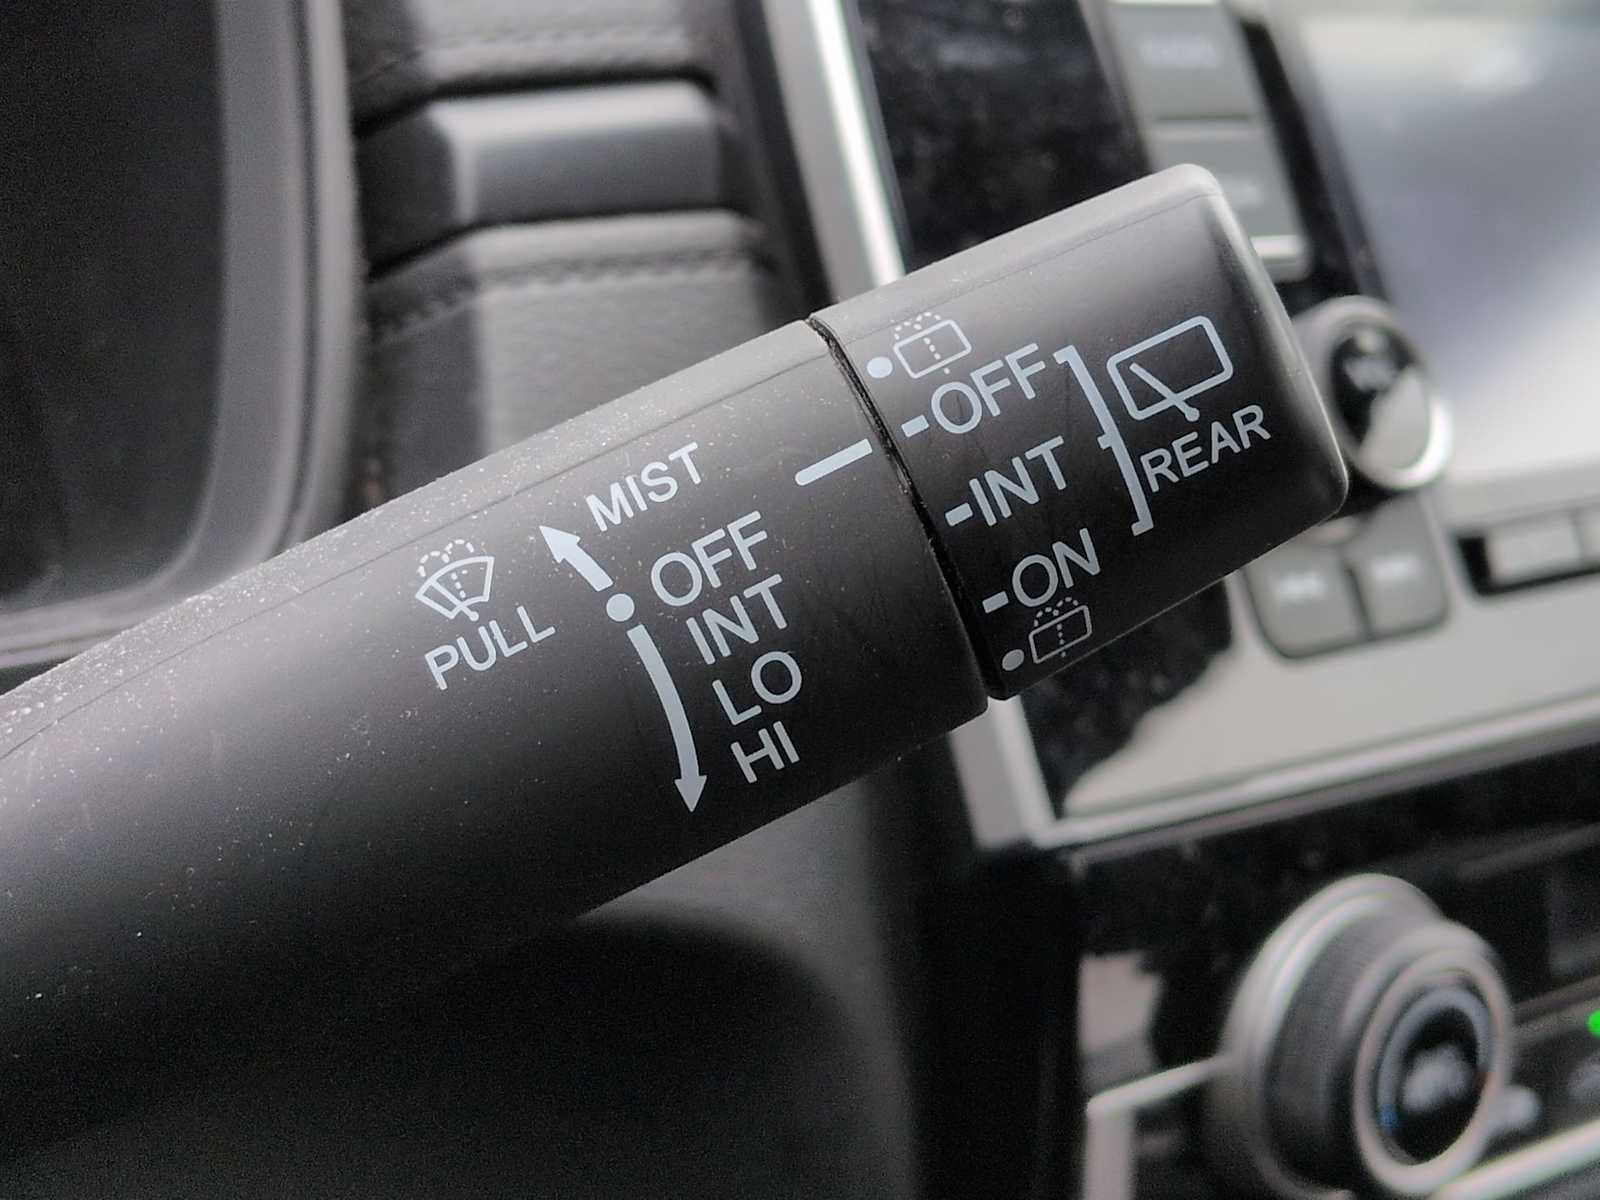 OFF
INT
ON
REAR
MIST
OFF
INT
LO
HI
PULL